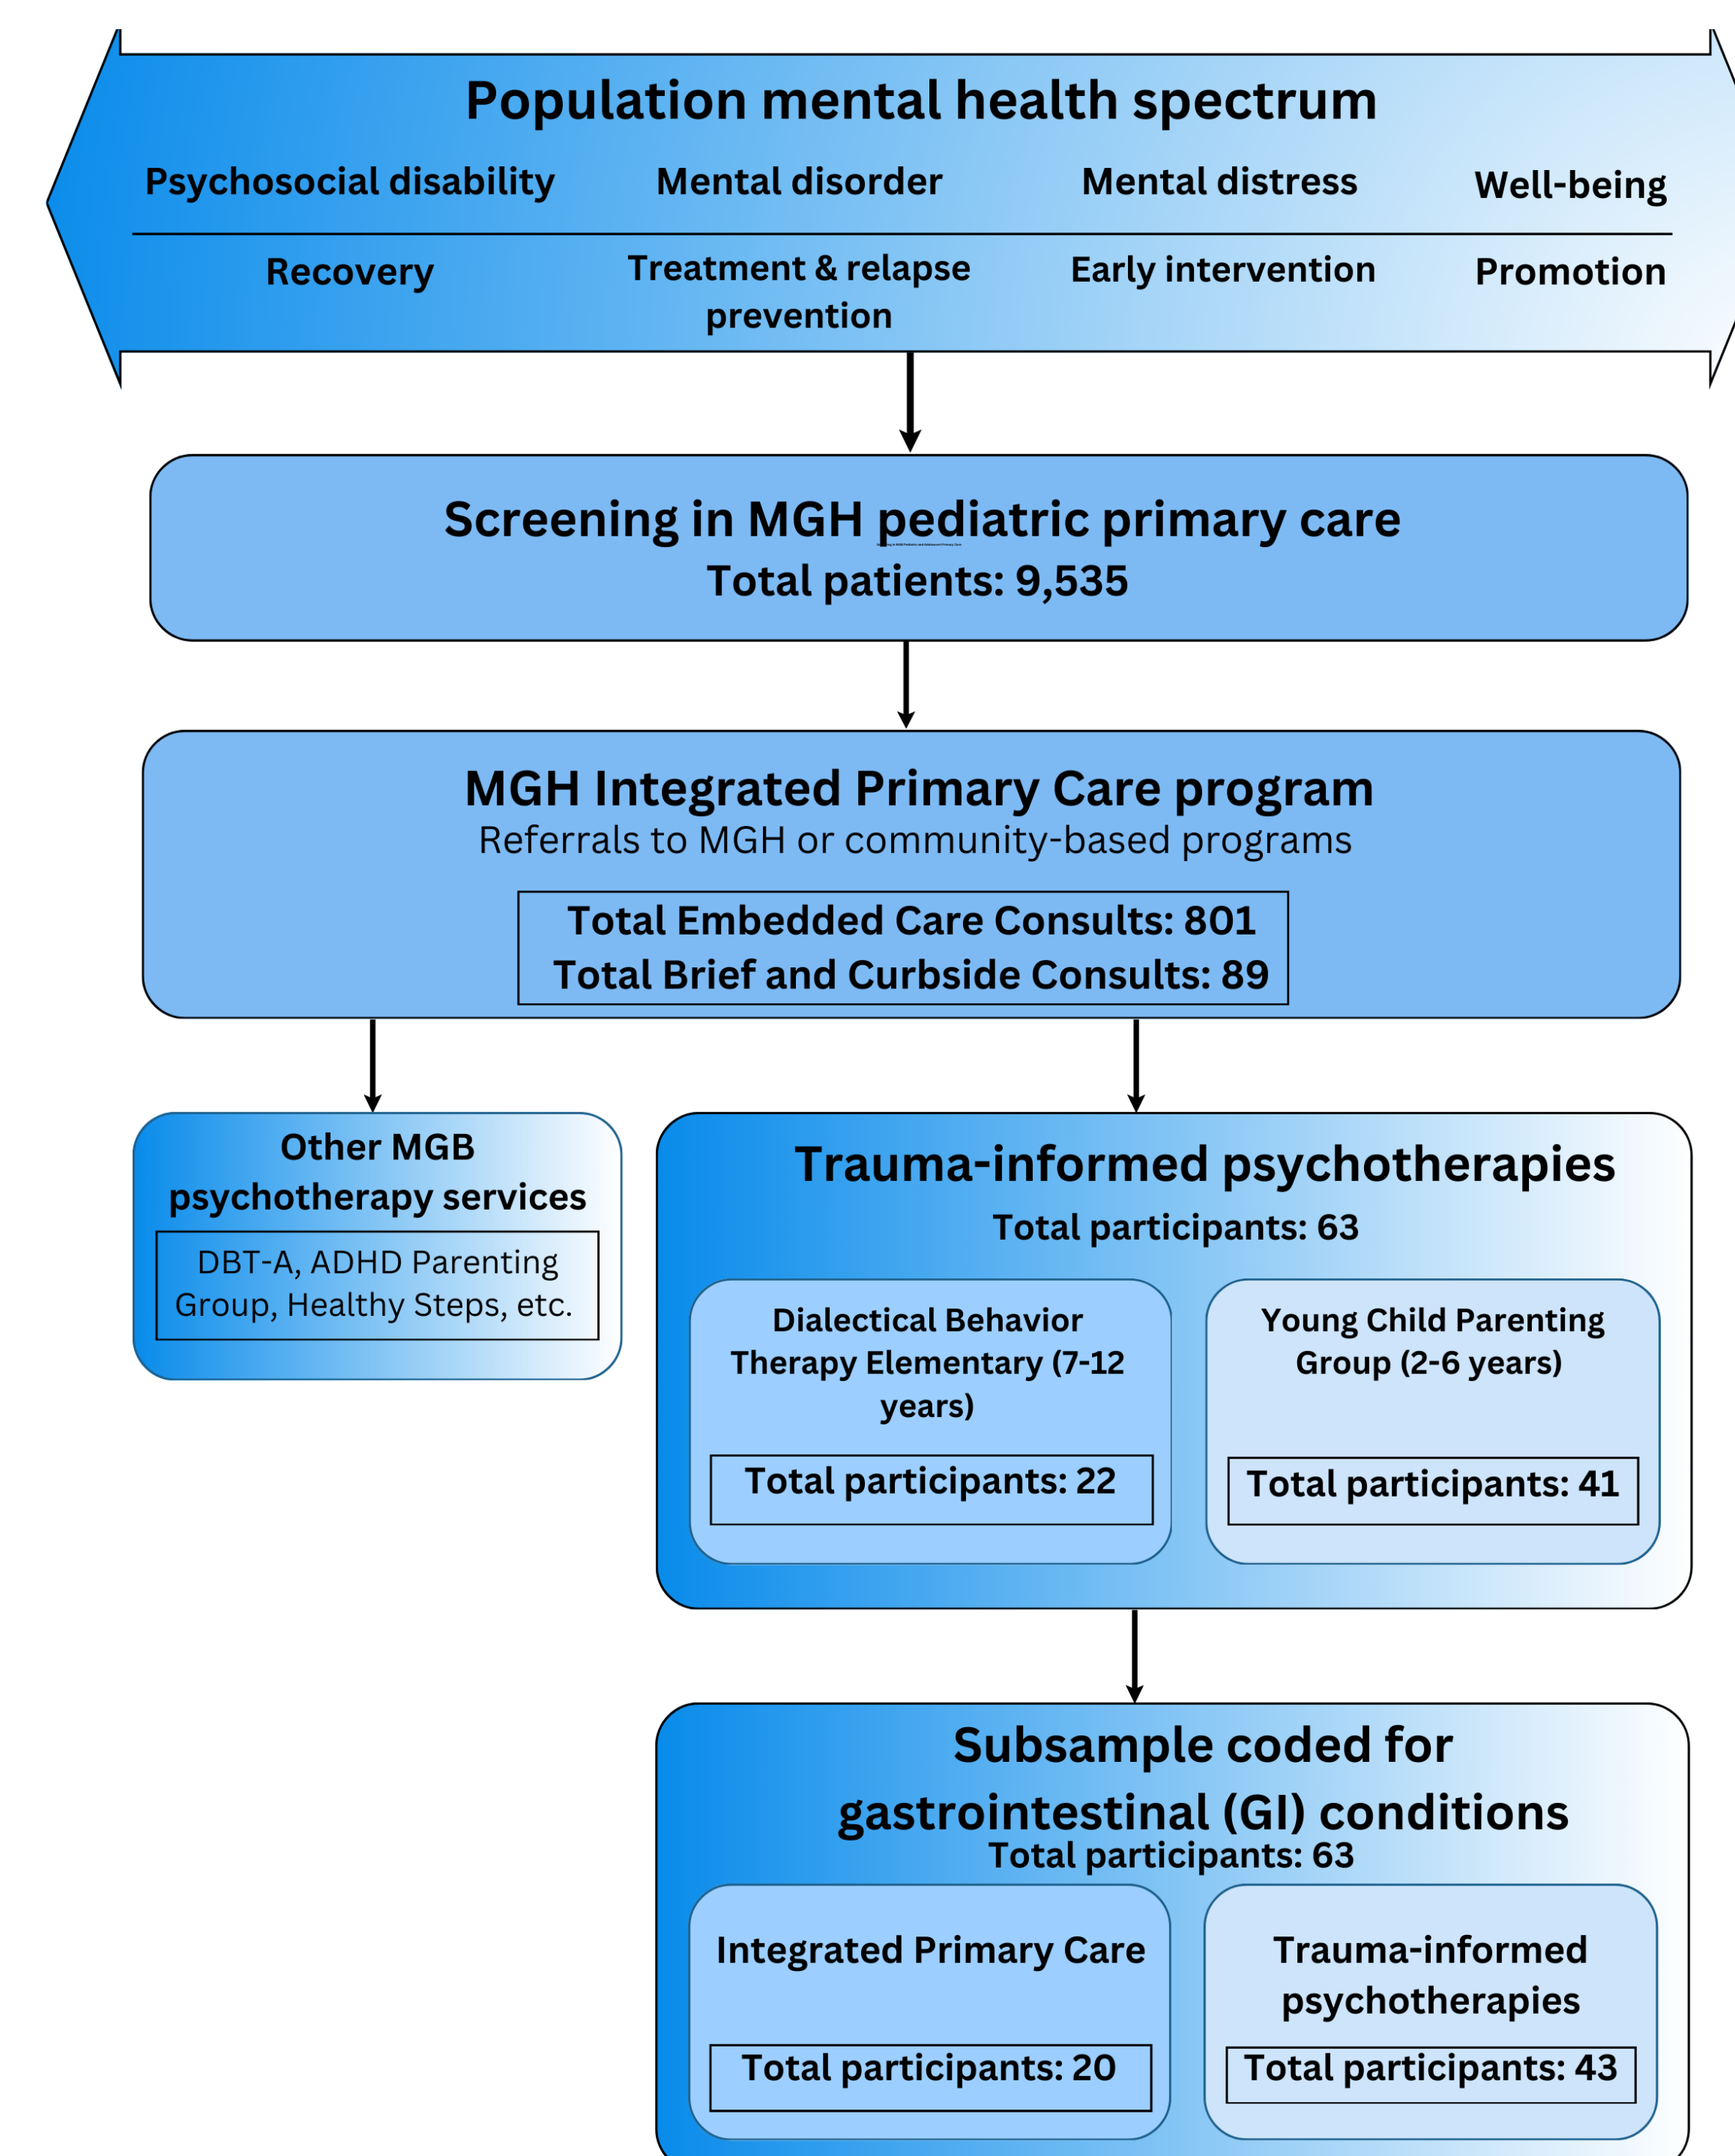 Population mental health spectrum
Psychosocial disability Mental disorder Mental distress Well-being
Recovery Treatment & relapse prevention Early intervention Promotion
Screening in MGH pediatric primary care
Total patients: 9,535
MGH Integrated Primary Care program
Referrals to MGH or community-based programs
Total Embedded Care Consults: 801
Total Brief and Curbside Consults: 89
Other MGB
psychotherapy services
DBT-A, ADHD Parenting
Group, Healthy Steps, etc.
Trauma-informed psychotherapies
Total participants: 63
Dialectical Behavior
Therapy Elementary (7-12
years)
Total participants: 22
Young Child Parenting
Group (2-6 years)
Total participants: 41
Subsample coded for
gastrointestinal (GI) conditions
Total participants: 63
Integrated Primary Care
Total participants: 20
Trauma-informed
psychotherapies
Total participants: 43